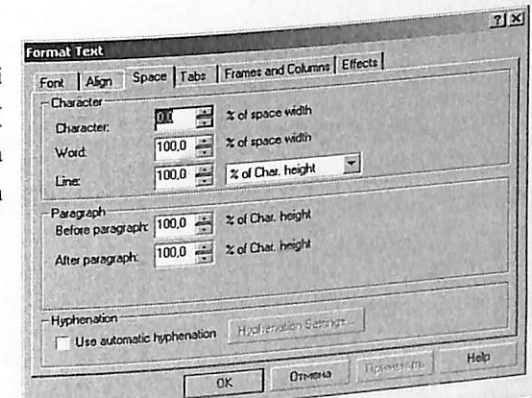 Format Text
Font Align Space Tabs Frames and Columns Effects
Character
Character: 0,0 % of space width
Word: 100,0 % of space width
Line: 100,0 % of Char. height
Paragraph
Before paragraph: 100,0 % of Char. height
After paragraph: 100,0 % of Char. height
Hyphenation
Use automatic hyphenation Hyphenation Settings...
OK Отмена Применить Help